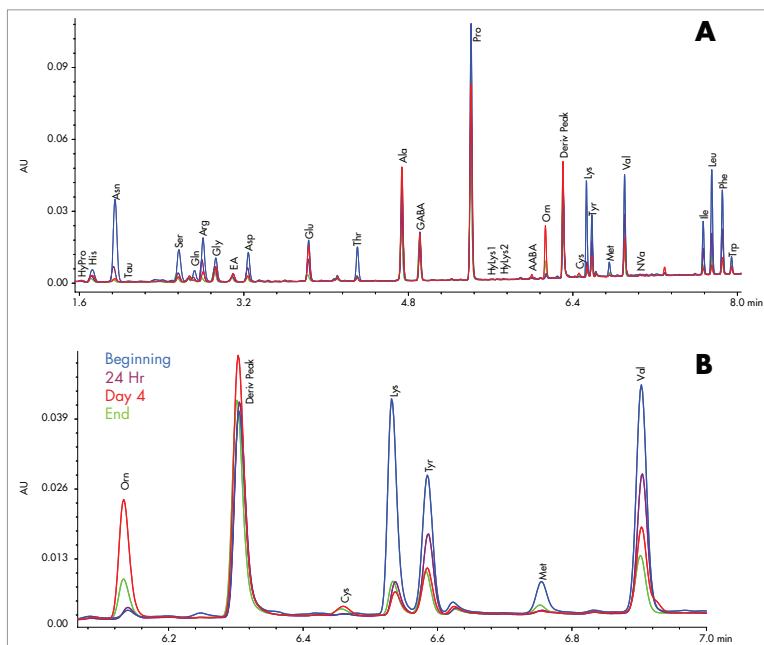 A
AU
0.09
0.06
0.03
0.00
HyPro
His
Asn
Tau
Ser
Gln
Arg
Gly
EA
Asp
Glu
Thr
Ala
GABA
Pro
HyLys1
HyLys2
AABA
Orn
Deriv Peak
Cys
Lys
Tyr
Met
Val
NVa
Ile
Leu
Phe
Trp
1.6 3.2 4.8 6.4 8.0 min
B
Beginning
24 Hr
Day 4
End
AU
0.039
0.026
0.013
0.00
Orn
Deriv Peak
Cys
Lys
Tyr
Met
Val
6.2 6.4 6.6 6.8 7.0 min